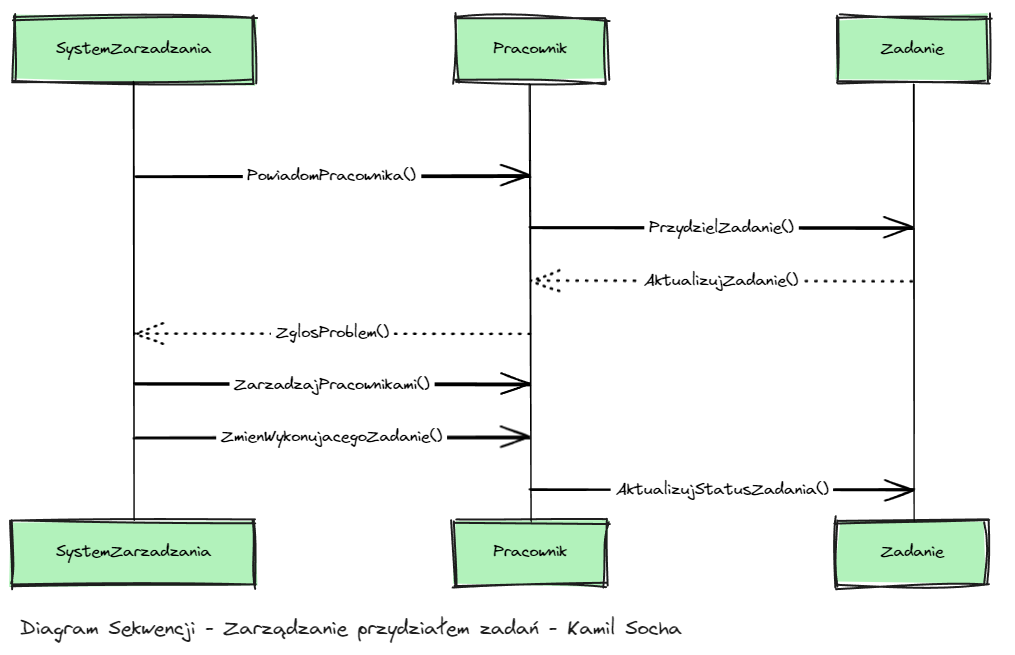 SystemZarzadzania Pracownik Zadanie
PowiadomPracownika()
PrzydzielZadanie()
AktualizujZadanie()
ZglosProblem()
ZarzadzajPracownikami()
ZmienWykonujacegoZadanie()
AktualizujStatusZadania()
SystemZarzadzania Pracownik Zadanie
Diagram Sekwencji - Zarządzanie przydziałem zadań - Kamil Socha